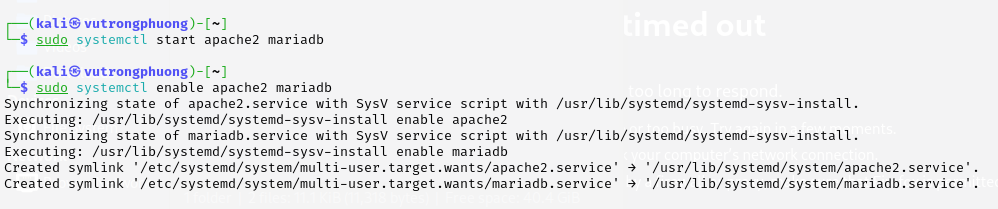 ┌──(kali㉿vutrongphuong)-[~]
└─$ sudo systemctl start apache2 mariadb
timed out
┌──(kali㉿vutrongphuong)-[~]
└─$ sudo systemctl enable apache2 mariadb
too long to respond.
Synchronizing state of apache2.service with SysV service script with /usr/lib/systemd/systemd-sysv-install.
Executing: /usr/lib/systemd/systemd-sysv-install enable apache2
Synchronizing state of mariadb.service with SysV service script with /usr/lib/systemd/systemd-sysv-install.
Executing: /usr/lib/systemd/systemd-sysv-install enable mariadb
your computer's network connection
Created symlink '/etc/systemd/system/multi-user.target.wants/apache2.service' → '/usr/lib/systemd/system/apache2.service'.
Created symlink '/etc/systemd/system/multi-user.target.wants/mariadb.service' → '/usr/lib/systemd/system/mariadb.service'.